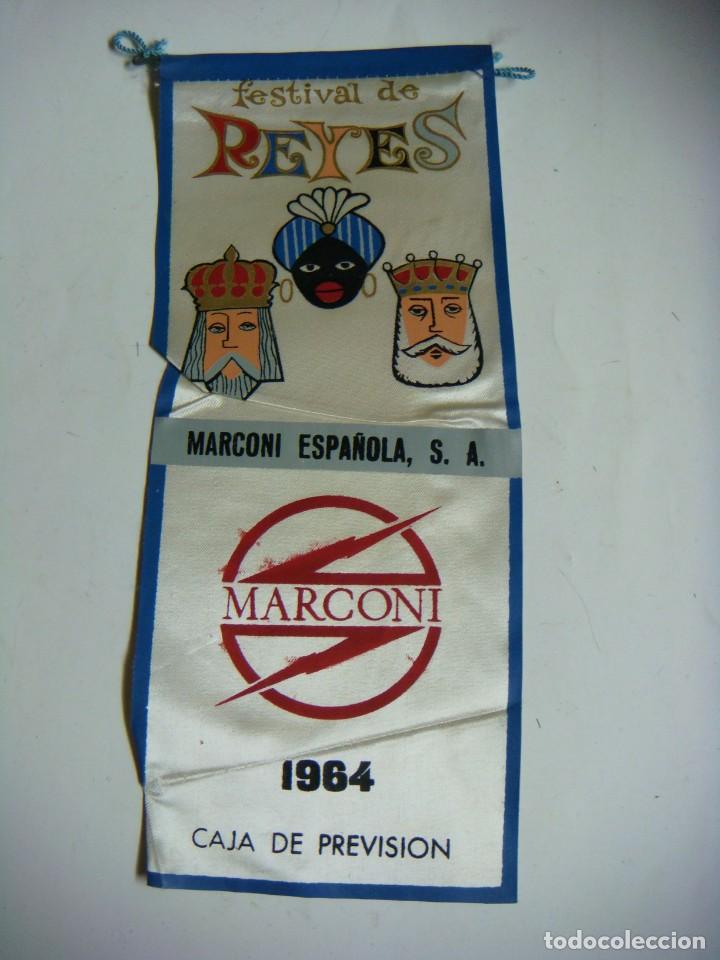 festival de
REYES
MARCONI ESPAÑOLA, S. A.
MARCONI
1964
CAJA DE PREVISION
todocoleccion